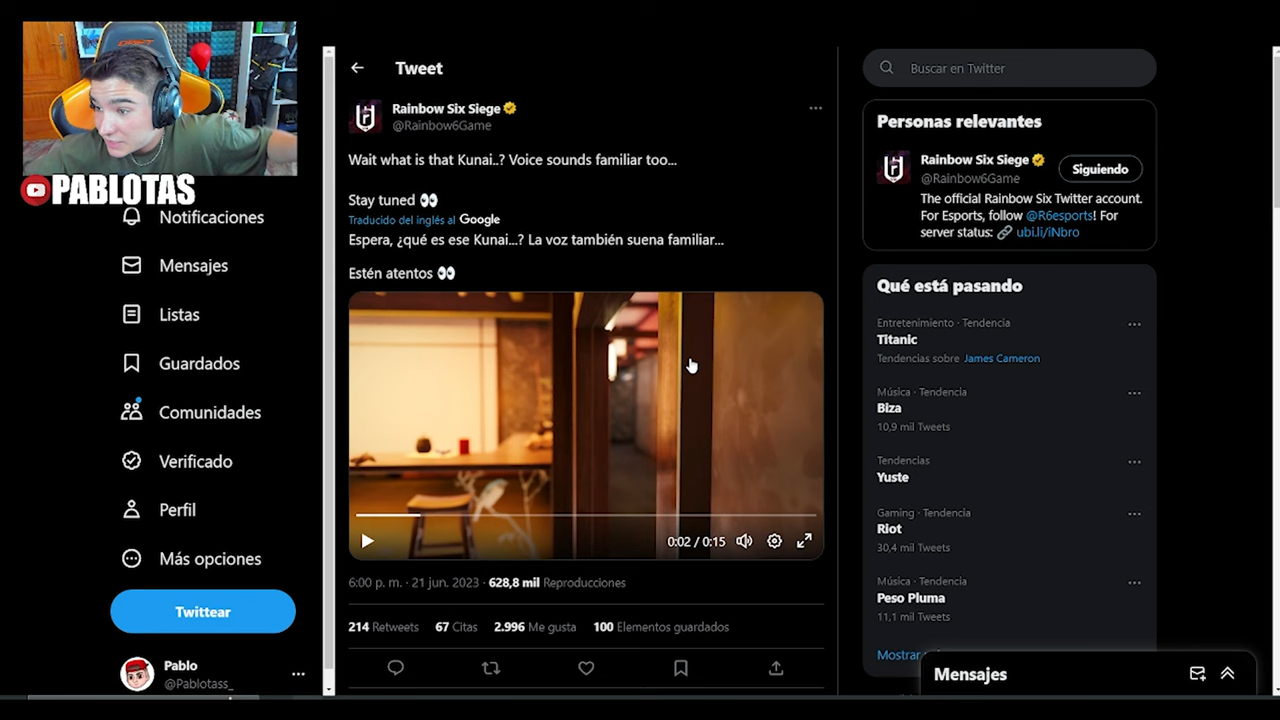 PABLOTAS
Notificaciones
Mensajes
Listas
Guardados
Comunidades
Verificado
Perfil
Más opciones
Twittear
Pablo
@Pablotass_
Tweet
Rainbow Six Siege
@Rainbow6Game
Wait what is that Kunai..? Voice sounds familiar too...
Stay tuned 👀
Traducido del inglés al Google
Espera, ¿qué es ese Kunai...? La voz también suena familiar...
Estén atentos 👀
0:02 / 0:15
6:00 p. m. · 21 jun. 2023 · 628,8 mil Reproducciones
214 Retweets 67 Citas 2.996 Me gusta 100 Elementos guardados
Buscar en Twitter
Personas relevantes
Rainbow Six Siege
@Rainbow6Game
Siguiendo
The official Rainbow Six Twitter account.
For Esports, follow @R6esports! For
server status: 🔗 ubi.li/iNbro
Qué está pasando
Entretenimiento · Tendencia
Titanic
Tendencias sobre James Cameron
Música · Tendencia
Biza
10,9 mil Tweets
Tendencias
Yuste
Gaming · Tendencia
Riot
30,4 mil Tweets
Música · Tendencia
Peso Pluma
11,1 mil Tweets
Mostrar
Mensajes